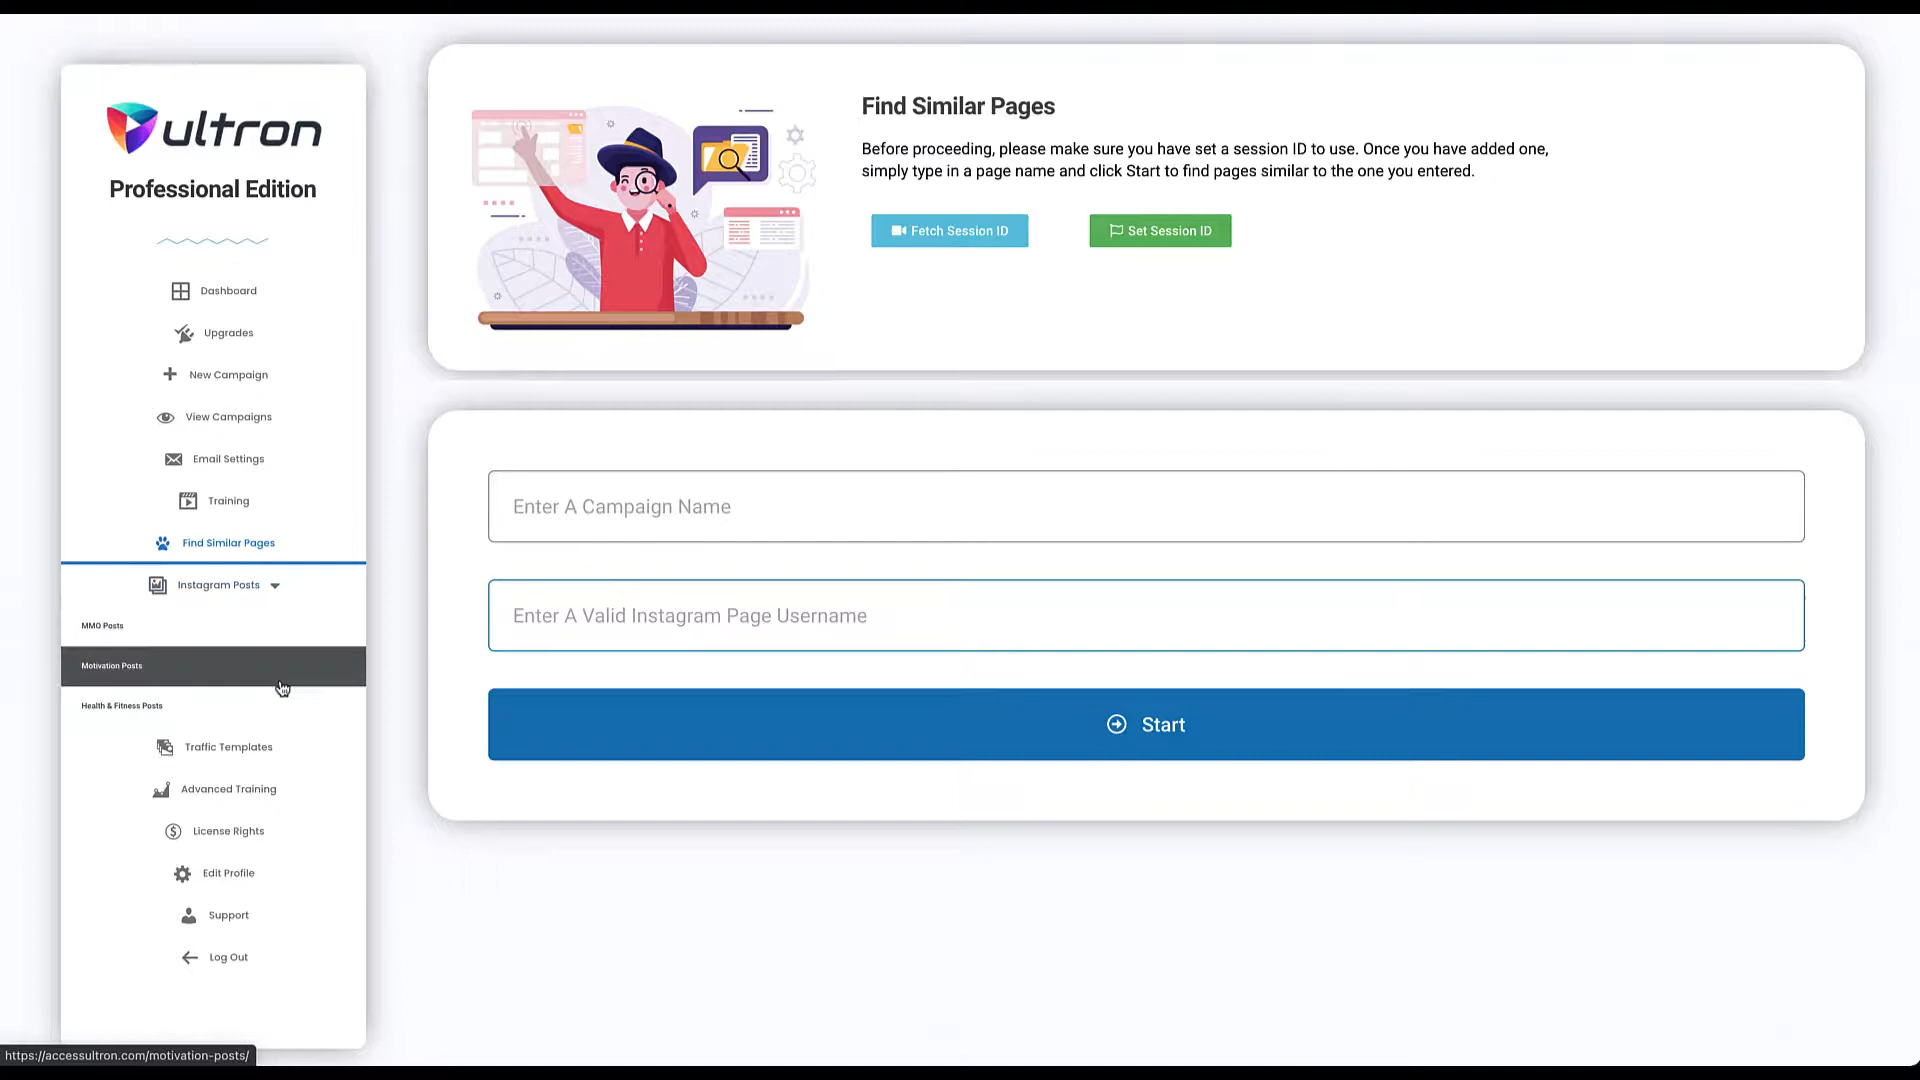 ultron
Professional Edition
Dashboard
Upgrades
New Campaign
View Campaigns
Email Settings
Training
Find Similar Pages
Instagram Posts
MMO Posts
Motivation Posts
Health & Fitness Posts
Traffic Templates
Advanced Training
License Rights
Edit Profile
Support
Log Out
Find Similar Pages
Before proceeding, please make sure you have set a session ID to use. Once you have added one,
simply type in a page name and click Start to find pages similar to the one you entered.
Fetch Session ID
Set Session ID
Enter A Campaign Name
Enter A Valid Instagram Page Username
Start
https://accessultron.com/motivation-posts/